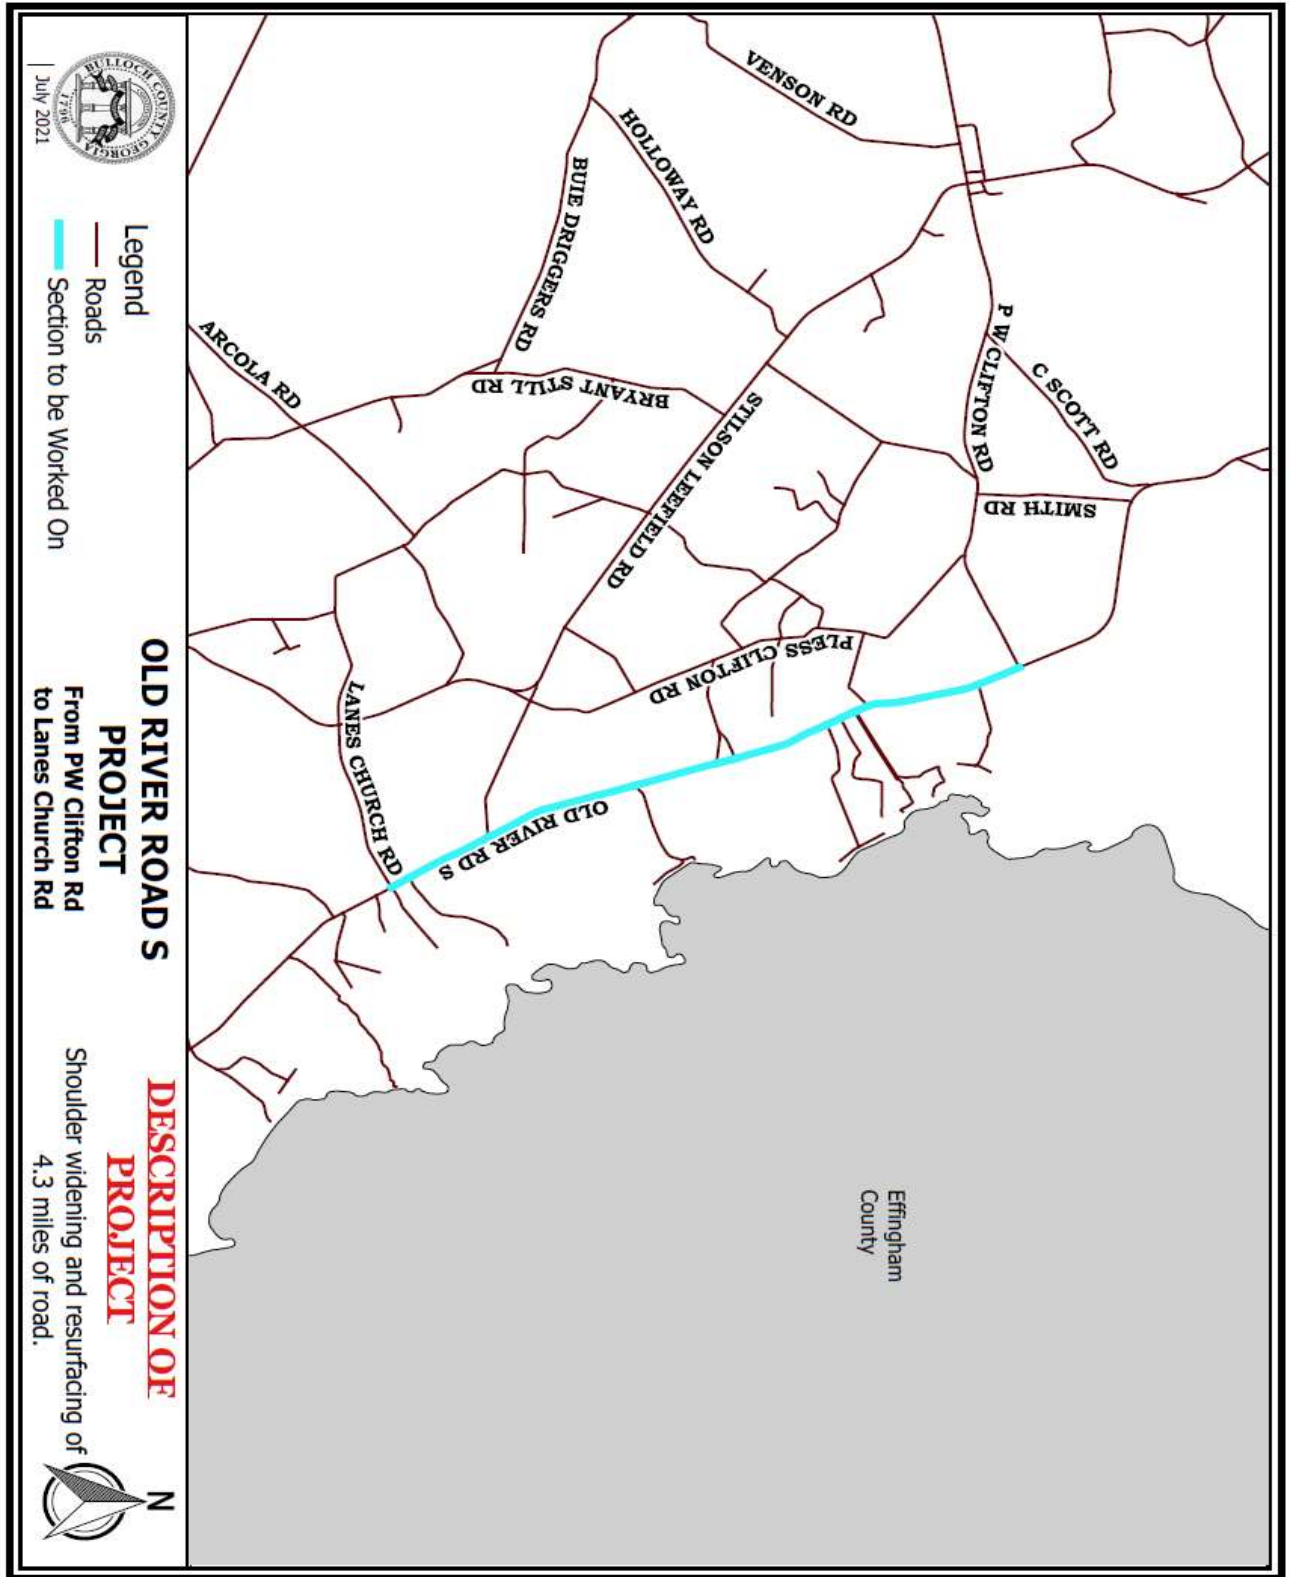 VENSON RD
HOLLOWAY RD
BUIE DRIGGERS RD
P W CLIFTON RD
C SCOTT RD
SMITH RD
ARCOLA RD
BRYANT STILL RD
STILSON LEEFIELD RD
PLESS CLIFTON RD
LANES CHURCH RD
OLD RIVER RD S
Effingham
County
BULLOCH COUNTY GEORGIA
1796
July 2021
Legend
Roads
Section to be Worked On
OLD RIVER ROAD S
PROJECT
From PW Clifton Rd
to Lanes Church Rd
DESCRIPTION OF
PROJECT
Shoulder widening and resurfacing of
4.3 miles of road.
N